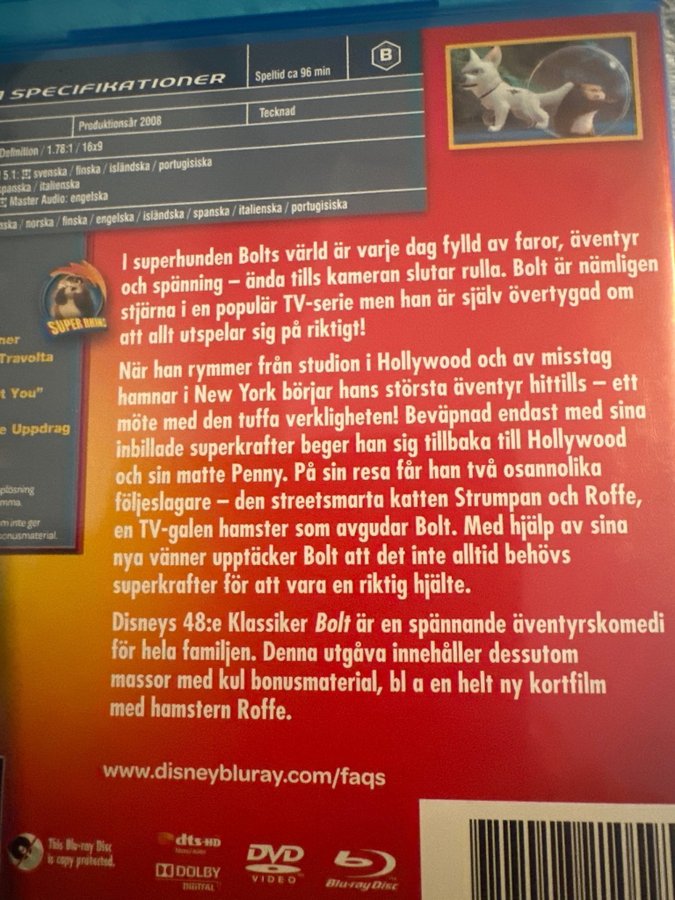 SPECIFIKATIONER
Speltid ca 96 min
B
Produktionsår 2008
Tecknad
Definition / 1.78:1 / 16x9
5.1: svenska / finska / isländska / portugisiska
spanska / italienska
Master Audio: engelska
/ norska / finska / engelska / isländska / spanska / italienska / portugisiska
I superhunden Bolts värld är varje dag fylld av faror, äventyr
och spänning – ända tills kameran slutar rulla. Bolt är nämligen
stjärna i en populär TV-serie men han är själv övertygad om
att allt utspelar sig på riktigt!
När han rymmer från studion i Hollywood och av misstag
hamnar i New York börjar hans största äventyr hittills – ett
möte med den tuffa verkligheten! Beväpnad endast med sina
inbillade superkrafter beger han sig tillbaka till Hollywood
och sin matte Penny. På sin resa får han två osannolika
följeslagare – den streetsmarta katten Strumpan och Roffe,
en TV-galen hamster som avgudar Bolt. Med hjälp av sina
nya vänner upptäcker Bolt att det inte alltid behövs
superkrafter för att vara en riktig hjälte.
Disneys 48:e Klassiker Bolt är en spännande äventyrskomedi
för hela familjen. Denna utgåva innehåller dessutom
massor med kul bonusmaterial, bl a en helt ny kortfilm
med hamstern Roffe.
www.disneybluray.com/faqs
SUPER RHINO
Travolta
You"
Uppdrag
inte ger
bonusmaterial.
This Blu-ray Disc
is copy protected.
dts-HD
DOLBY
DIGITAL
DVD
VIDEO
Blu-ray Disc